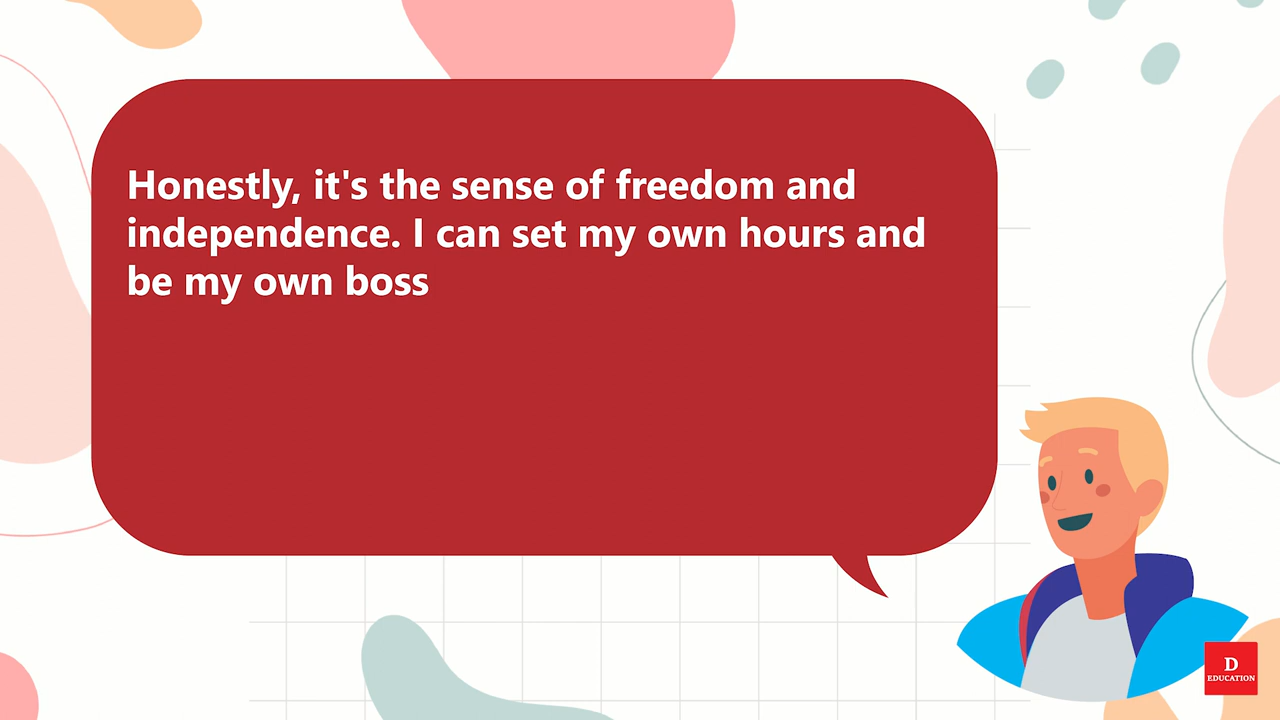 Honestly, it's the sense of freedom and
independence. I can set my own hours and
be my own boss
D
EDUCATION